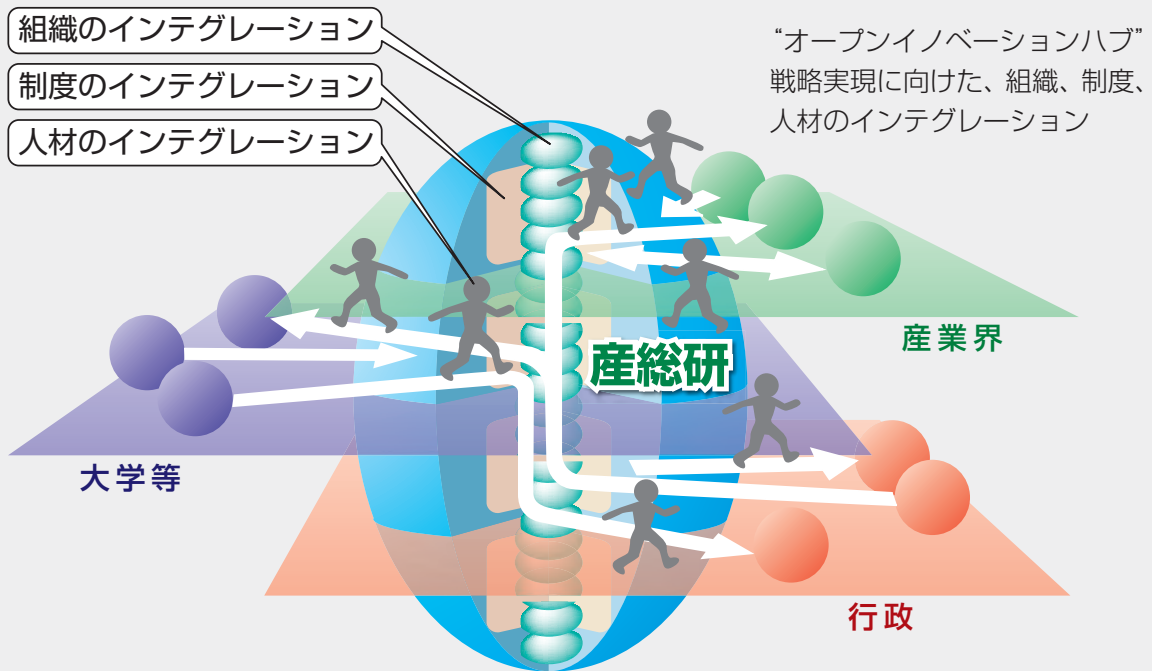 組織のインテグレーション
制度のインテグレーション
人材のインテグレーション
“オープンイノベーションハブ”
戦略実現に向けた、組織、制度、
人材のインテグレーション
産業界
産総研
大学等
行政